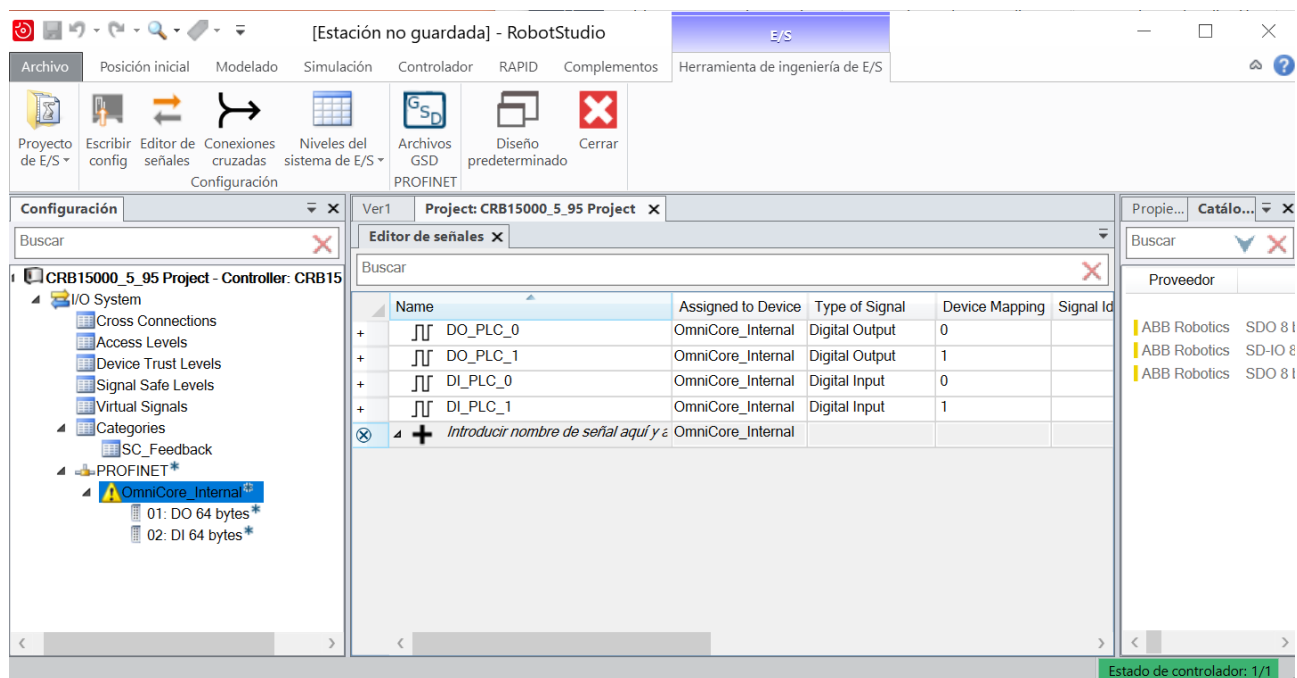 [Estación no guardada] - RobotStudio
E/S
Archivo Posición inicial Modelado Simulación Controlador RAPID Complementos Herramienta de ingeniería de E/S
Proyecto de E/S
Escribir config
Editor de señales
Conexiones cruzadas
Niveles del sistema de E/S
Configuración
GSD
Archivos GSD
PROFINET
Diseño predeterminado
Cerrar
Configuración
Buscar
CRB15000_5_95 Project - Controller: CRB15
I/O System
Cross Connections
Access Levels
Device Trust Levels
Signal Safe Levels
Virtual Signals
Categories
SC_Feedback
PROFINET*
OmniCore_Internal*
01: DO 64 bytes*
02: DI 64 bytes*
Ver1 Project: CRB15000_5_95 Project
Editor de señales
Buscar
Name Assigned to Device Type of Signal Device Mapping Signal Id
+ DO_PLC_0 OmniCore_Internal Digital Output 0
+ DO_PLC_1 OmniCore_Internal Digital Output 1
+ DI_PLC_0 OmniCore_Internal Digital Input 0
+ DI_PLC_1 OmniCore_Internal Digital Input 1
Introducir nombre de señal aquí y a OmniCore_Internal
Propie... Catálo...
Buscar
Proveedor
ABB Robotics SDO 8 b
ABB Robotics SD-IO 8
ABB Robotics SDO 8 b
Estado de controlador: 1/1